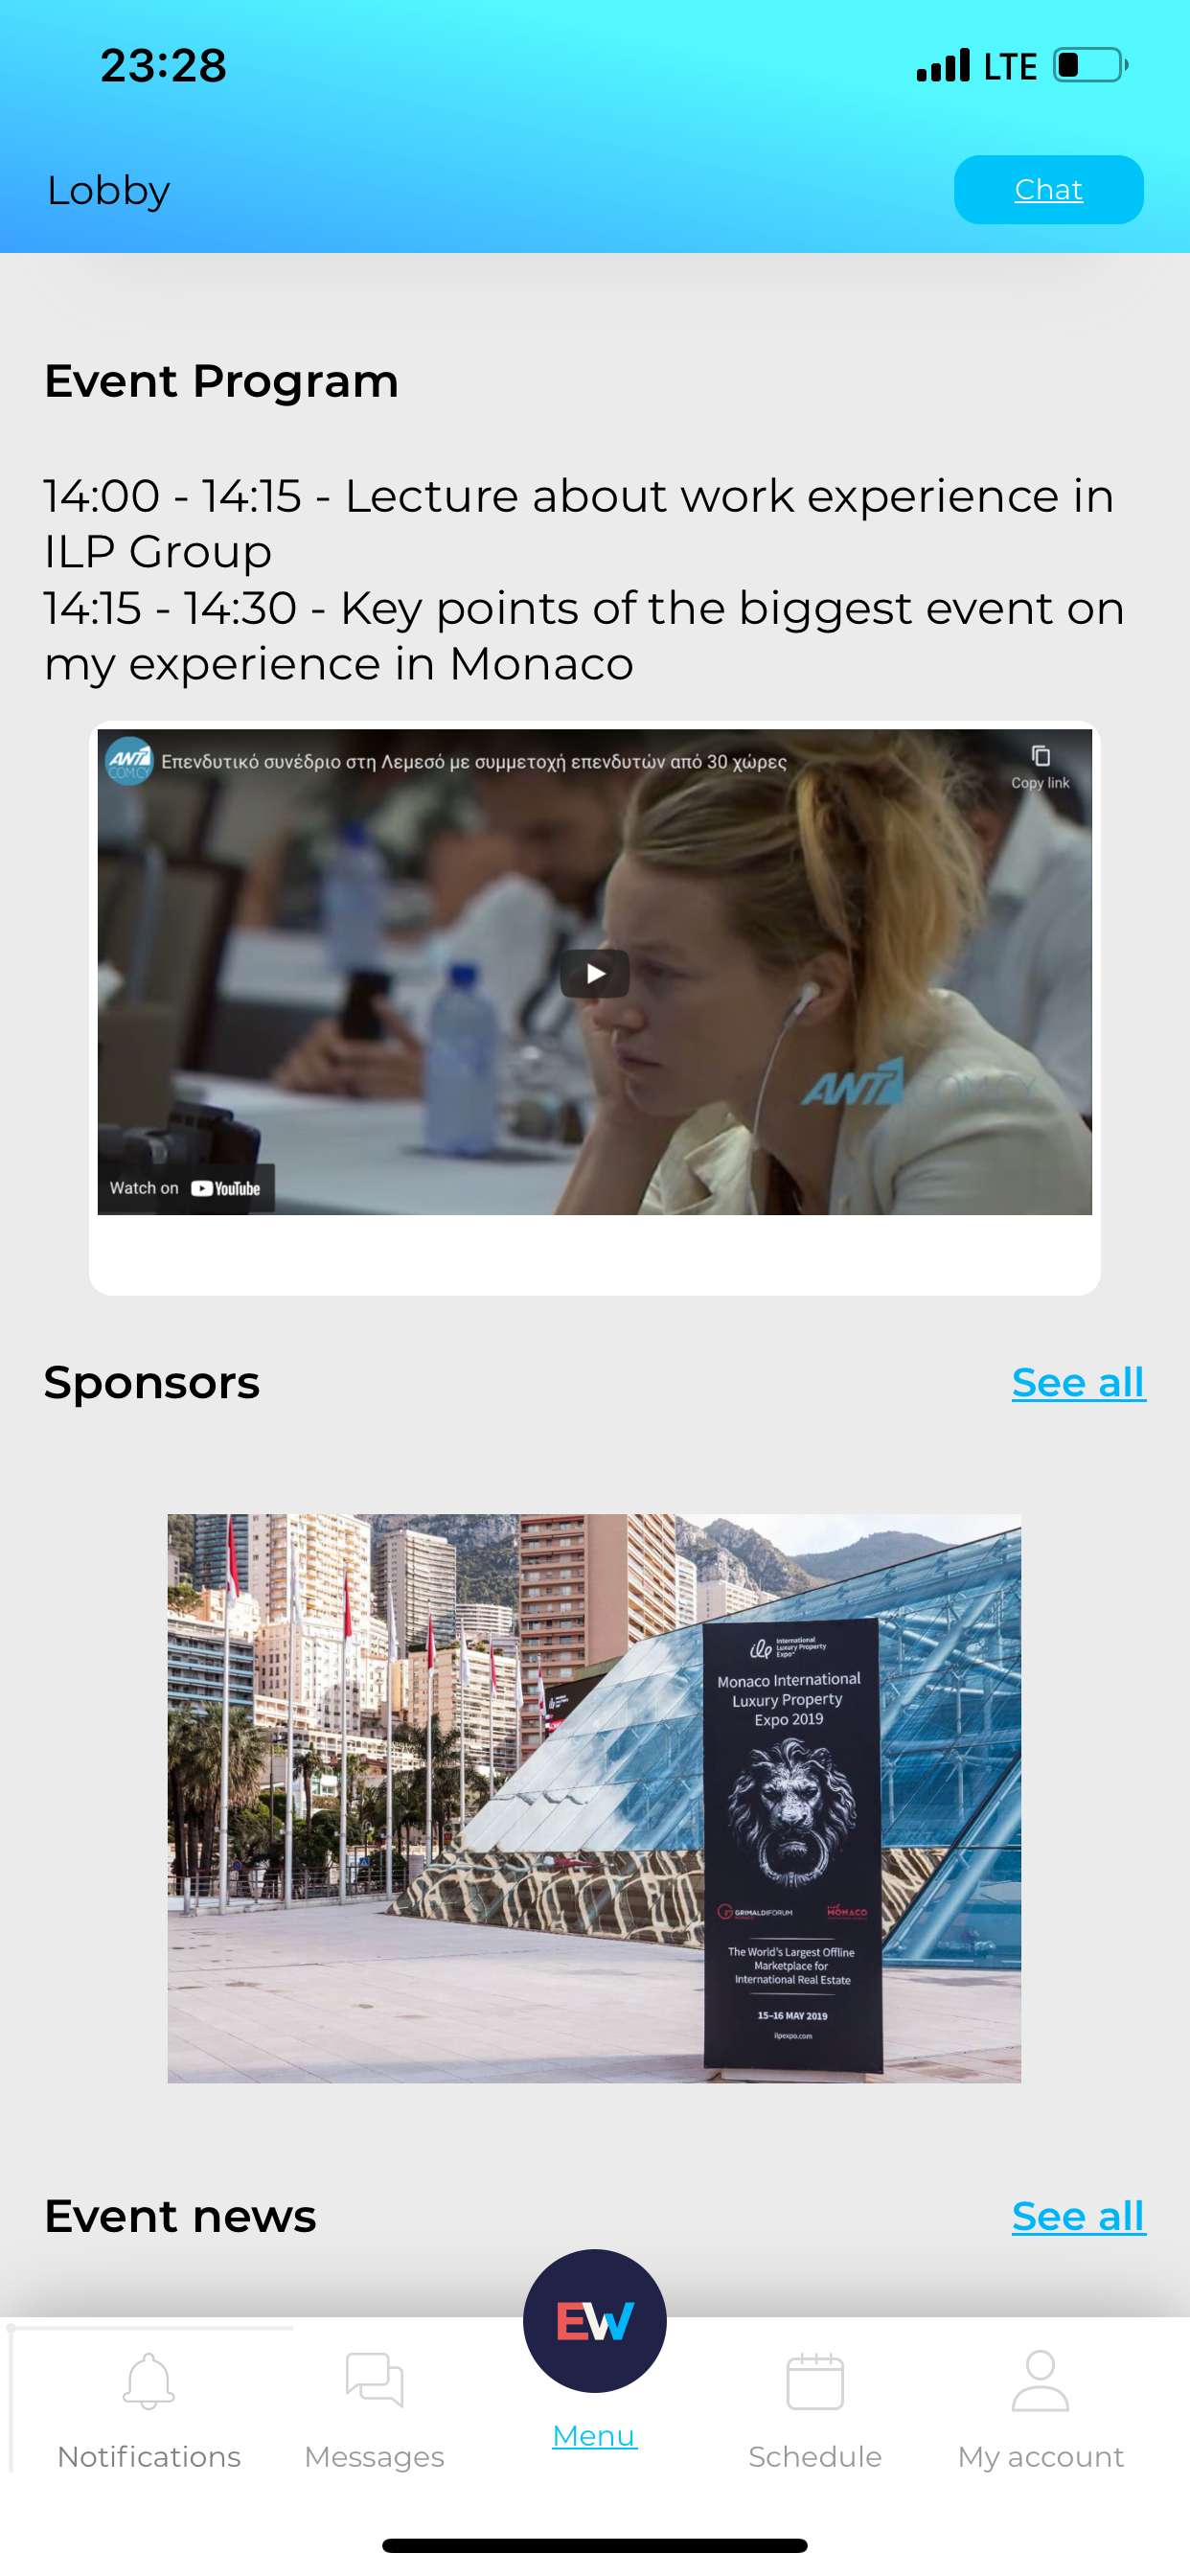 23:28
LTE
Lobby
Chat
Event Program
14:00 - 14:15 - Lecture about work experience in
ILP Group
14:15 - 14:30 - Key points of the biggest event on
my experience in Monaco
ANT1
COM.CY
Επενδυτικό συνέδριο στη Λεμεσό με συμμετοχή επενδυτών από 30 χώρες
Copy link
ANT1 COM.CY
Watch on YouTube
Sponsors
See all
ilp International
Luxury Property
Expo
Monaco International
Luxury Property
Expo 2019
GRIMALDIFORUM
MONACO
The World's Largest Offline
Marketplace for
International Real Estate
15–16 MAY 2019
ilpexpo.com
Event news
See all
EW
Notifications
Messages
Menu
Schedule
My account